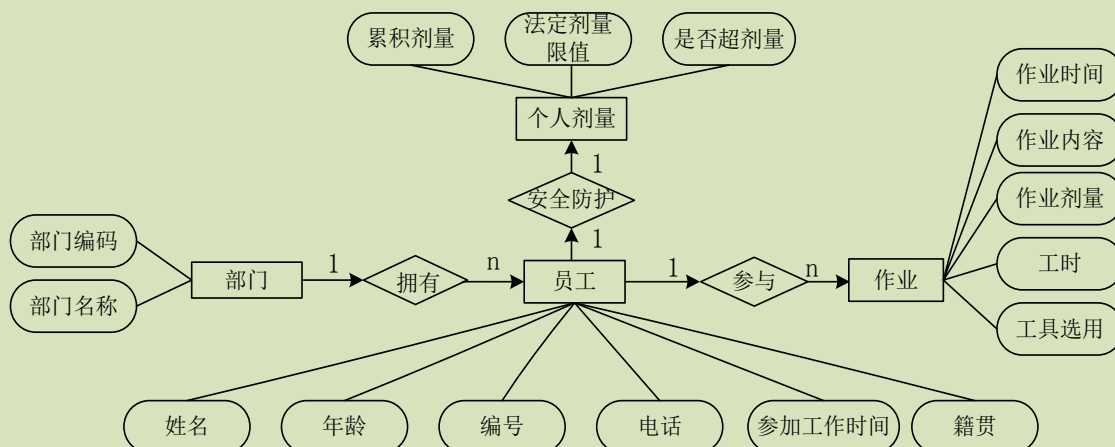 累积剂量
法定剂量
限值
是否超剂量
个人剂量
1
安全防护
1
部门编码
部门名称
部门
1
拥有
n
员工
1
参与
n
作业
作业时间
作业内容
作业剂量
工时
工具选用
姓名
年龄
编号
电话
参加工作时间
籍贯